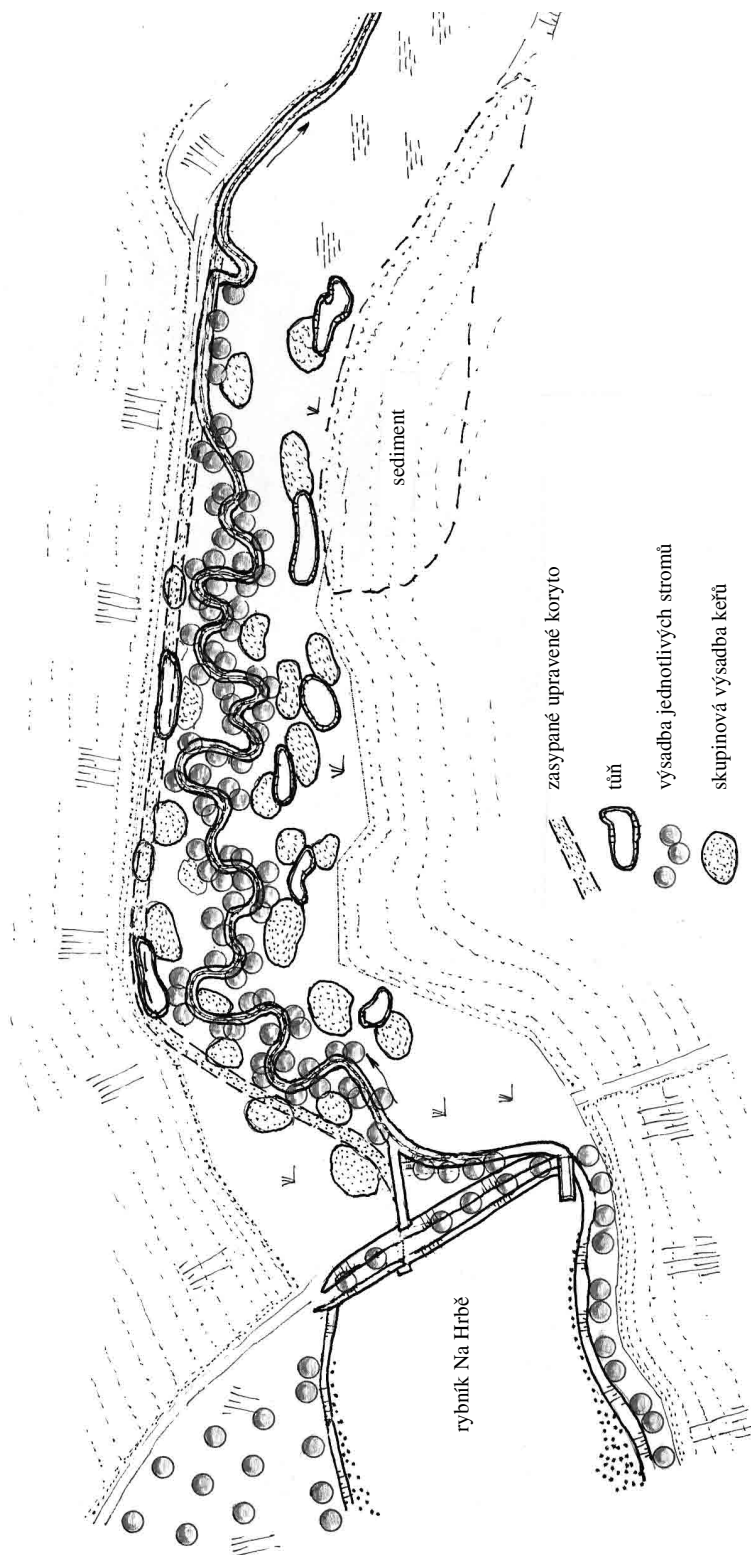 rybník Na Hrbě
sediment
zasypané upravené koryto
tůň
výsadba jednotlivých stromů
skupinová výsadba keřů